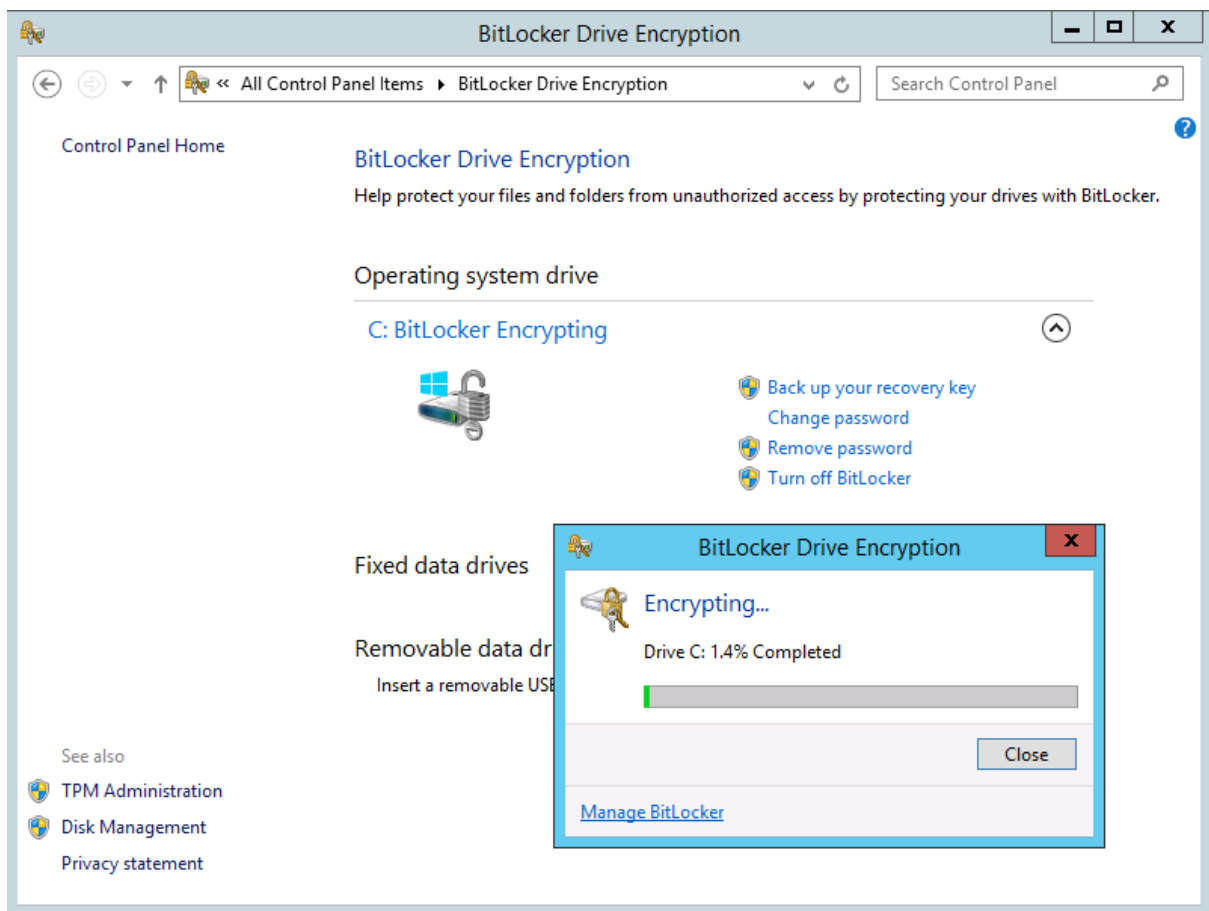 BitLocker Drive Encryption
« All Control Panel Items BitLocker Drive Encryption
Search Control Panel
Control Panel Home
BitLocker Drive Encryption
Help protect your files and folders from unauthorized access by protecting your drives with BitLocker.
Operating system drive
C: BitLocker Encrypting
Back up your recovery key
Change password
Remove password
Turn off BitLocker
Fixed data drives
Removable data dr
Insert a removable USB
BitLocker Drive Encryption
Encrypting...
Drive C: 1.4% Completed
Close
Manage BitLocker
See also
TPM Administration
Disk Management
Privacy statement